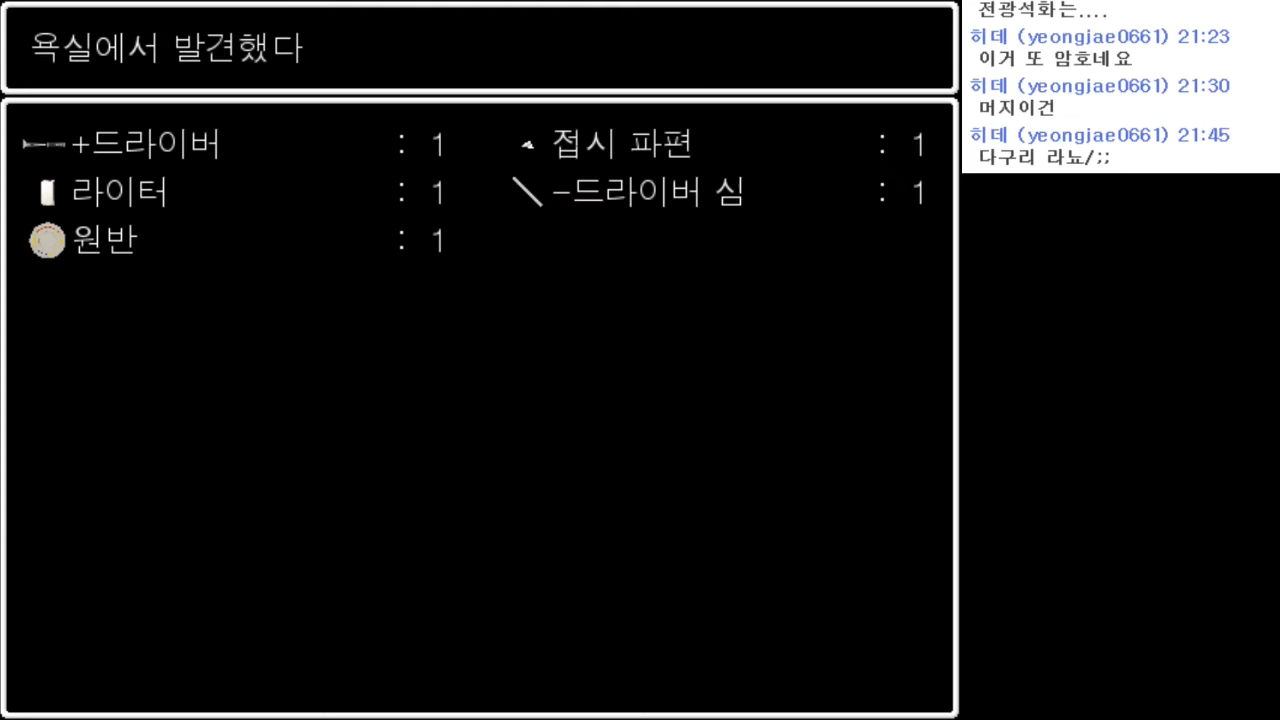 욕실에서 발견했다
+드라이버 : 1 접시 파편 : 1
라이터 : 1 -드라이버 심 : 1
원반 : 1
전광석화는....
히데 (yeongjae0661) 21:23
이거 또 암호네요
히데 (yeongjae0661) 21:30
머지이건
히데 (yeongjae0661) 21:45
다구리 라뇨/;;